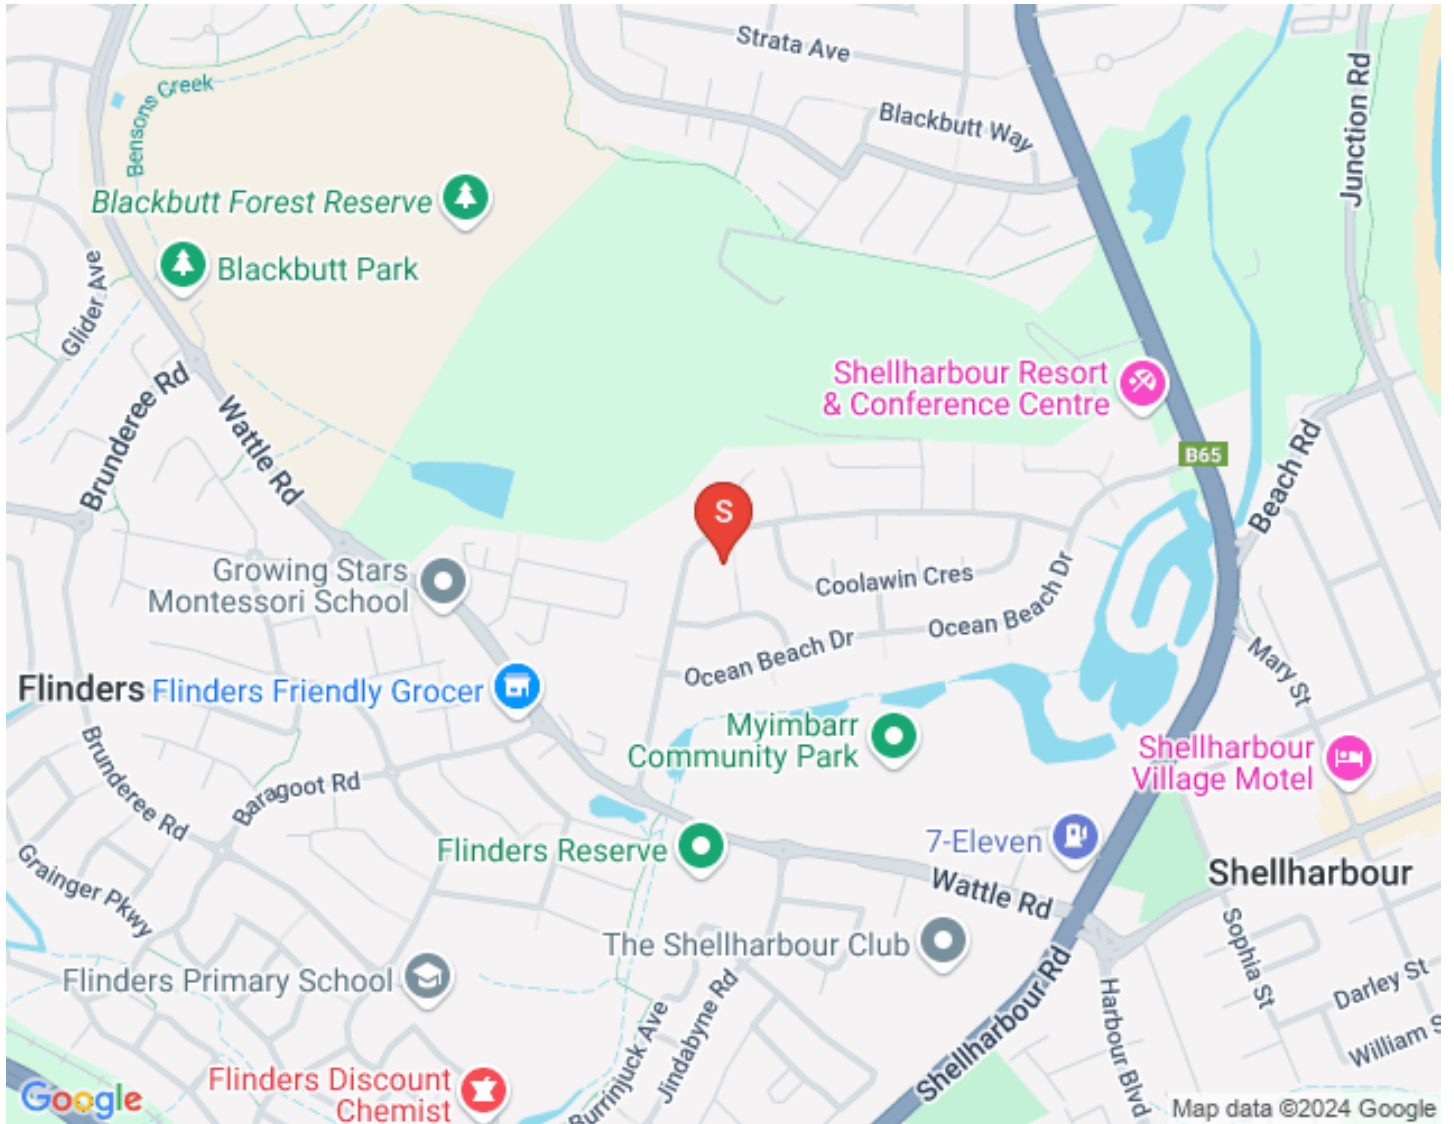 Strata Ave
Blackbutt Way
Junction Rd
Bensons Creek
Blackbutt Forest Reserve
Blackbutt Park
Glider Ave
Brunderee Rd
Wattle Rd
Shellharbour Resort
& Conference Centre
B65
Beach Rd
S
Growing Stars
Montessori School
Coolawin Cres
Ocean Beach Dr
Ocean Beach Dr
Mary St
Flinders
Flinders Friendly Grocer
Myimbarr
Community Park
Shellharbour
Village Motel
Brunderee Rd
Baragoot Rd
Flinders Reserve
7-Eleven
Wattle Rd
Shellharbour
Grainger Pkwy
The Shellharbour Club
Sophia St
Flinders Primary School
Darley St
Jindabyne Rd
Burrinjuck Ave
Shellharbour Rd
Harbour Blvd
William S
Flinders Discount
Chemist
Google
Map data ©2024 Google